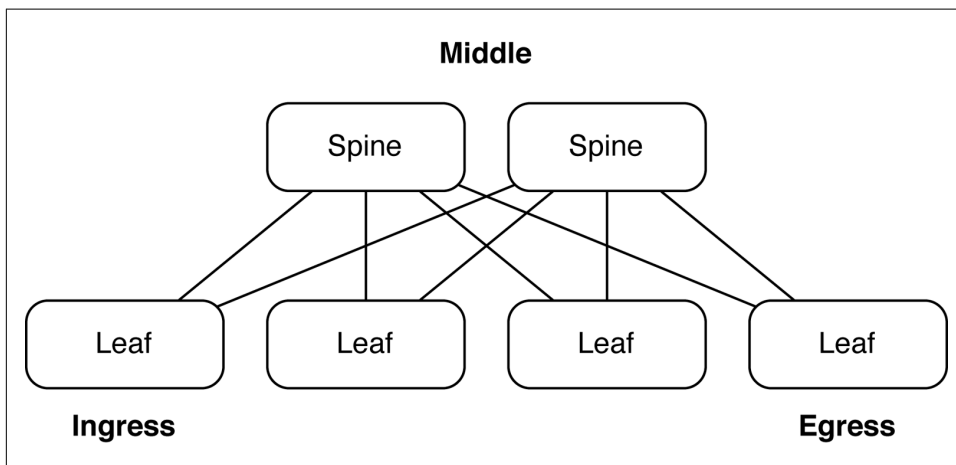 Middle
Spine
Spine
Leaf
Leaf
Leaf
Leaf
Ingress
Egress